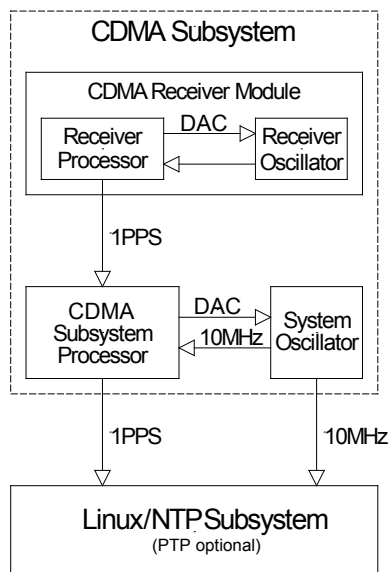 CDMA Subsystem
CDMA Receiver Module
Receiver
Processor
DAC
Receiver
Oscillator
1PPS
CDMA
Subsystem
Processor
DAC
10MHz
System
Oscillator
1PPS
10MHz
Linux/NTP Subsystem
(PTP optional)